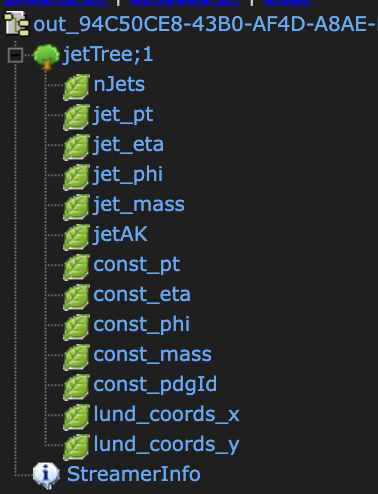 out_94C50CE8-43B0-AF4D-A8AE-
jetTree;1
nJets
jet_pt
jet_eta
jet_phi
jet_mass
jetAK
const_pt
const_eta
const_phi
const_mass
const_pdgId
lund_coords_x
lund_coords_y
StreamerInfo